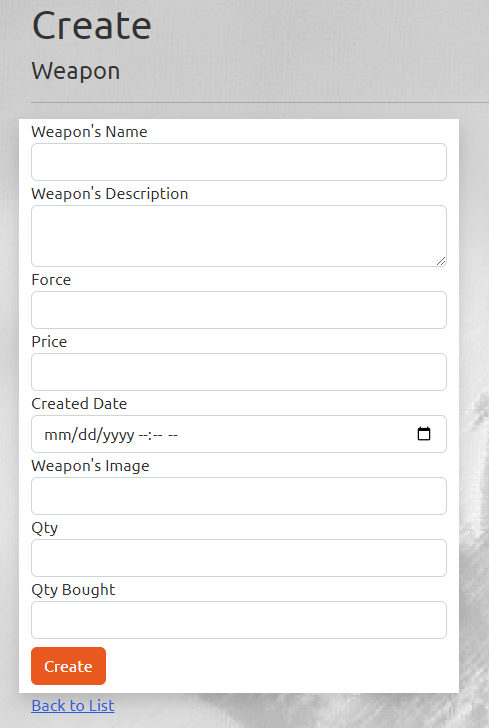 Create
Weapon
Weapon's Name
Weapon's Description
Force
Price
Created Date
mm/dd/yyyy --:-- --
Weapon's Image
Qty
Qty Bought
Create
Back to List